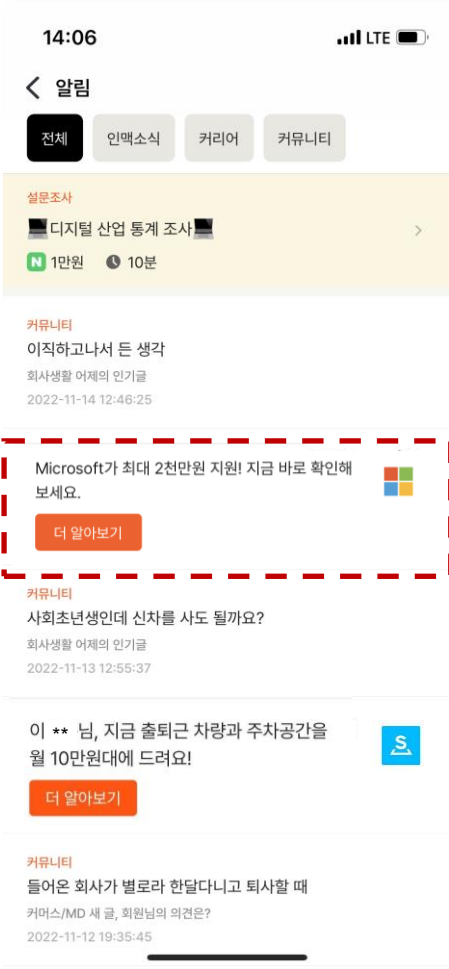 14:06
LTE
알림
전체
인맥소식
커리어
커뮤니티
설문조사
디지털 산업 통계 조사
N 1만원 10분
커뮤니티
이직하고나서 든 생각
회사생활 어제의 인기글
2022-11-14 12:46:25
Microsoft가 최대 2천만원 지원! 지금 바로 확인해
보세요.
더 알아보기
커뮤니티
사회초년생인데 신차를 사도 될까요?
회사생활 어제의 인기글
2022-11-13 12:55:37
이 ** 님, 지금 출퇴근 차량과 주차공간을
월 10만원대에 드려요!
S
더 알아보기
커뮤니티
들어온 회사가 별로라 한달다니고 퇴사할 때
커머스/MD 새 글, 회원님의 의견은?
2022-11-12 19:35:45